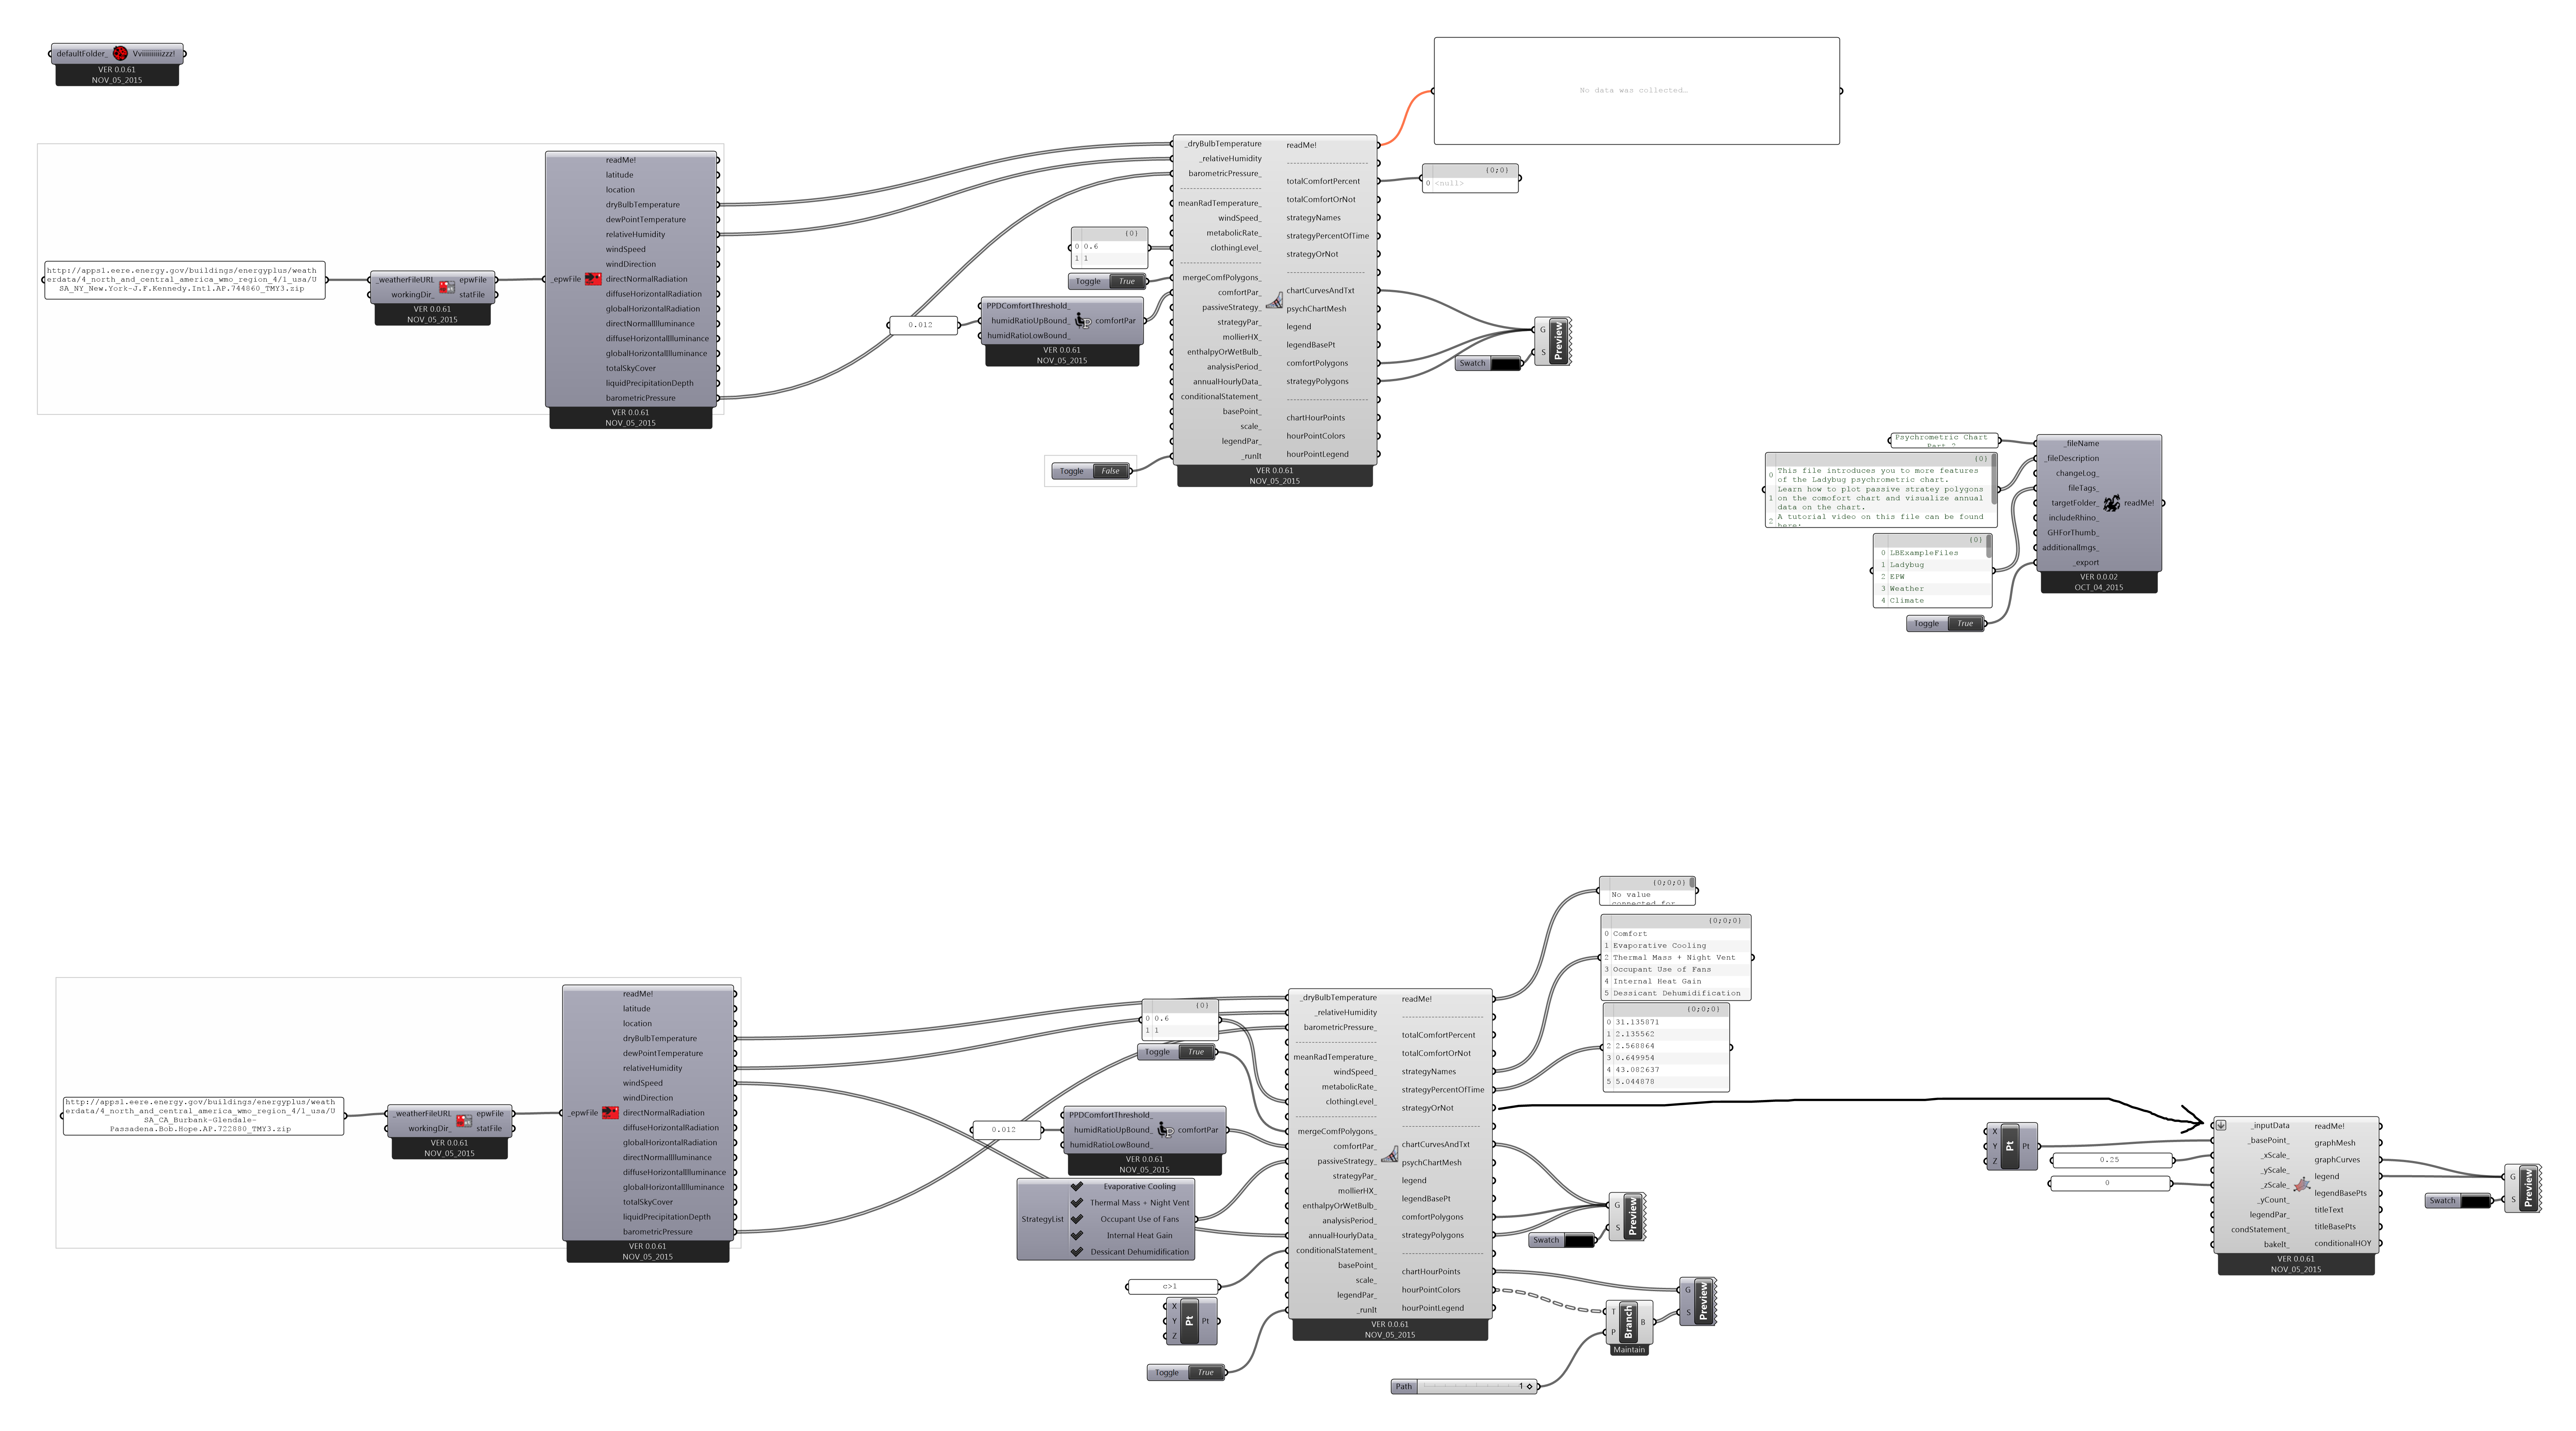 defaultFolder_ Vviiiiiiiiiizzz!
VER 0.0.61
NOV_05_2015
No data was collected…
http://apps1.eere.energy.gov/buildings/energyplus/weath
erdata/4_north_and_central_america_wmo_region_4/1_usa/U
SA_NY_New.York-J.F.Kennedy.Intl.AP.744860_TMY3.zip
_weatherFileURL epwFile
workingDir_ statFile
VER 0.0.61
NOV_05_2015
_epwFile
readMe!
latitude
location
dryBulbTemperature
dewPointTemperature
relativeHumidity
windSpeed
windDirection
directNormalRadiation
diffuseHorizontalRadiation
globalHorizontalRadiation
directNormalIlluminance
diffuseHorizontalIlluminance
globalHorizontalIlluminance
totalSkyCover
liquidPrecipitationDepth
barometricPressure
VER 0.0.61
NOV_05_2015
{0}
0 0.6
1 1
Toggle True
0.012
PPDComfortThreshold_
humidRatioUpBound_ comfortPar
humidRatioLowBound_
VER 0.0.61
NOV_05_2015
Toggle False
_dryBulbTemperature
_relativeHumidity
barometricPressure_
-------------------------
meanRadTemperature_
windSpeed_
metabolicRate_
clothingLevel_
-------------------------
mergeComfPolygons_
comfortPar_
passiveStrategy_
strategyPar_
mollierHX_
enthalpyOrWetBulb_
analysisPeriod_
annualHourlyData_
conditionalStatement_
basePoint_
scale_
legendPar_
_runIt
readMe!
-------------------------
totalComfortPercent
totalComfortOrNot
strategyNames
strategyPercentOfTime
strategyOrNot
------------------------
chartCurvesAndTxt
psychChartMesh
legend
legendBasePt
comfortPolygons
strategyPolygons
-------------------------
chartHourPoints
hourPointColors
hourPointLegend
VER 0.0.61
NOV_05_2015
{0;0}
0 <null>
Swatch
G
S
Preview
Psychrometric Chart
Part 2
{0}
0 This file introduces you to more features
of the Ladybug psychrometric chart.
1 Learn how to plot passive stratey polygons
on the comofort chart and visualize annual
data on the chart.
2 A tutorial video on this file can be found
here:
{0}
0 LBExampleFiles
1 Ladybug
2 EPW
3 Weather
4 Climate
Toggle True
_fileName
_fileDescription
changeLog_
fileTags_
targetFolder_ readMe!
includeRhino_
GHForThumb_
additionalImgs_
_export
VER 0.0.02
OCT_04_2015
http://apps1.eere.energy.gov/buildings/energyplus/weath
erdata/4_north_and_central_america_wmo_region_4/1_usa/U
SA_CA_Burbank-Glendale-
Passadena.Bob.Hope.AP.722880_TMY3.zip
_weatherFileURL epwFile
workingDir_ statFile
VER 0.0.61
NOV_05_2015
_epwFile
readMe!
latitude
location
dryBulbTemperature
dewPointTemperature
relativeHumidity
windSpeed
windDirection
directNormalRadiation
diffuseHorizontalRadiation
globalHorizontalRadiation
directNormalIlluminance
diffuseHorizontalIlluminance
globalHorizontalIlluminance
totalSkyCover
liquidPrecipitationDepth
barometricPressure
VER 0.0.61
NOV_05_2015
{0}
0 0.6
1 1
Toggle True
0.012
PPDComfortThreshold_
humidRatioUpBound_ comfortPar
humidRatioLowBound_
VER 0.0.61
NOV_05_2015
StrategyList
Evaporative Cooling
Thermal Mass + Night Vent
Occupant Use of Fans
Internal Heat Gain
Dessicant Dehumidification
c>1
X
Y
Z
Pt
Pt
Toggle True
_dryBulbTemperature
_relativeHumidity
barometricPressure_
-------------------------
meanRadTemperature_
windSpeed_
metabolicRate_
clothingLevel_
-------------------------
mergeComfPolygons_
comfortPar_
passiveStrategy_
strategyPar_
mollierHX_
enthalpyOrWetBulb_
analysisPeriod_
annualHourlyData_
conditionalStatement_
basePoint_
scale_
legendPar_
_runIt
readMe!
-------------------------
totalComfortPercent
totalComfortOrNot
strategyNames
strategyPercentOfTime
strategyOrNot
------------------------
chartCurvesAndTxt
psychChartMesh
legend
legendBasePt
comfortPolygons
strategyPolygons
-------------------------
chartHourPoints
hourPointColors
hourPointLegend
VER 0.0.61
NOV_05_2015
{0;0;0}
No value
connected for
{0;0;0}
0 Comfort
1 Evaporative Cooling
2 Thermal Mass + Night Vent
3 Occupant Use of Fans
4 Internal Heat Gain
5 Dessicant Dehumidification
{0;0;0}
0 31.135871
1 2.135562
2 2.568864
3 0.649954
4 43.082637
5 5.044878
Swatch
G
S
Preview
G
S
Preview
T
P
Branch
B
Maintain
Path 1
X
Y
Z
Pt
Pt
0.25
0
_inputData
_basePoint_
_xScale_
_yScale_
_zScale_
_yCount_
legendPar_
condStatement_
bakeIt_
readMe!
graphMesh
graphCurves
legend
legendBasePts
titleText
titleBasePts
conditionalHOY
VER 0.0.61
NOV_05_2015
Swatch
G
S
Preview